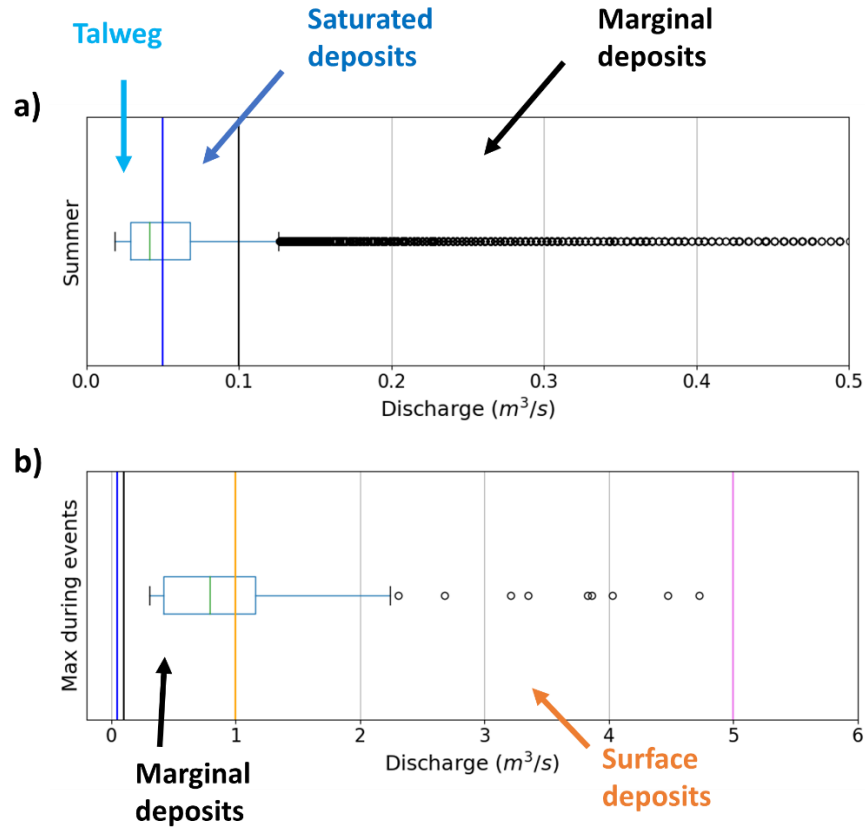 Talweg
Saturated
deposits
Marginal
deposits
a)
Summer
0.0 0.1 0.2 0.3 0.4 0.5
Discharge (m³/s)
b)
Max during events
0 1 2 3 4 5 6
Discharge (m³/s)
Marginal
deposits
Surface
deposits